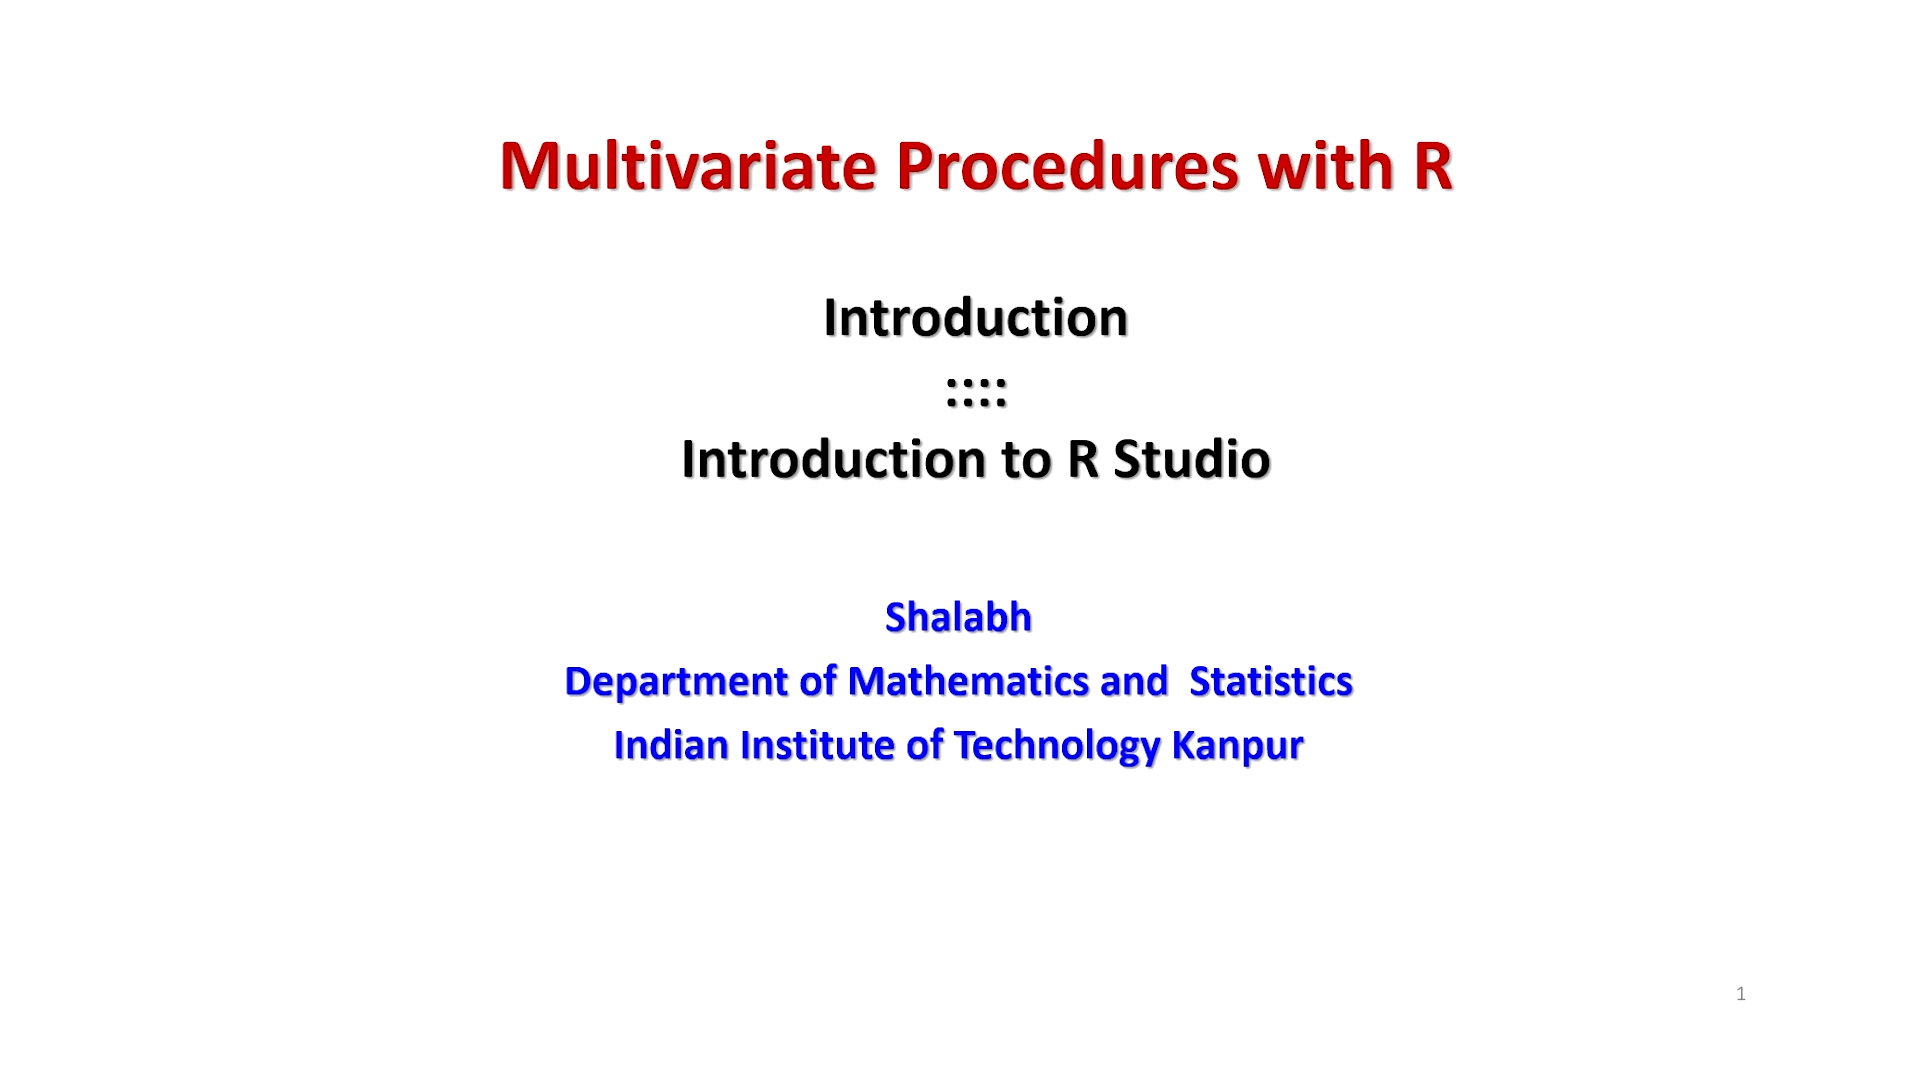 Multivariate Procedures with R
Introduction
::::
Introduction to R Studio
Shalabh
Department of Mathematics and  Statistics
Indian Institute of Technology Kanpur
1